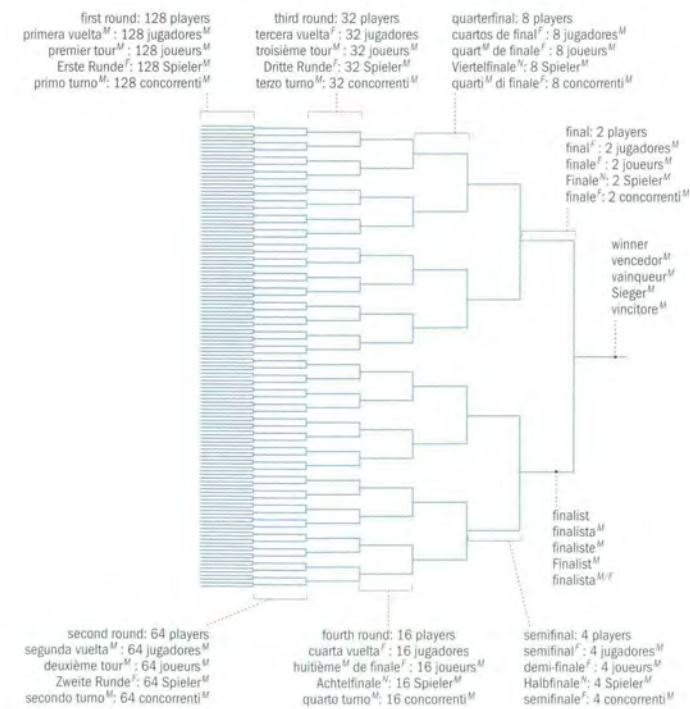 first round: 128 players
primera vuelta^M : 128 jugadores^M
premier tour^M : 128 joueurs^M
Erste Runde^F: 128 Spieler^M
primo turno^M: 128 concorrenti^M
third round: 32 players
tercera vuelta^F : 32 jugadores
troisième tour^M : 32 joueurs^M
Dritte Runde^F: 32 Spieler^M
terzo turno^M: 32 concorrenti^M
quarterfinal: 8 players
cuartos de final^F : 8 jugadores^M
quart^M de finale^F : 8 joueurs^M
Viertelfinale^N: 8 Spieler^M
quarti^M di finale^F: 8 concorrenti^M
final: 2 players
final^F : 2 jugadores^M
finale^F : 2 joueurs^M
Finale^N: 2 Spieler^M
finale^F: 2 concorrenti^M
winner
vencedor^M
vainqueur^M
Sieger^M
vincitore^M
finalist
finalista^M
finaliste^M
Finalist^M
finalista^M/F
second round: 64 players
segunda vuelta^M : 64 jugadores^M
deuxième tour^M : 64 joueurs^M
Zweite Runde^F: 64 Spieler^M
secondo turno^M: 64 concorrenti^M
fourth round: 16 players
cuarta vuelta^F : 16 jugadores
huitième^M de finale^F : 16 joueurs^M
Achtelfinale^N: 16 Spieler^M
quarto turno^M: 16 concorrenti^M
semifinal: 4 players
semifinal^F : 4 jugadores^M
demi-finale^F : 4 joueurs^M
Halbfinale^N: 4 Spieler^M
semifinale^F: 4 concorrenti^M